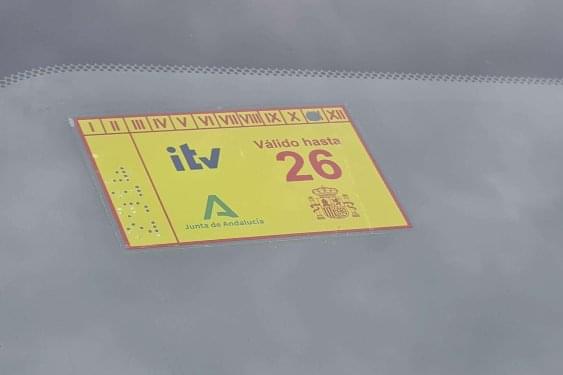 I II III IV V VI VII VIII IX X XII
itv
Válido hasta
26
Junta de Andalucía